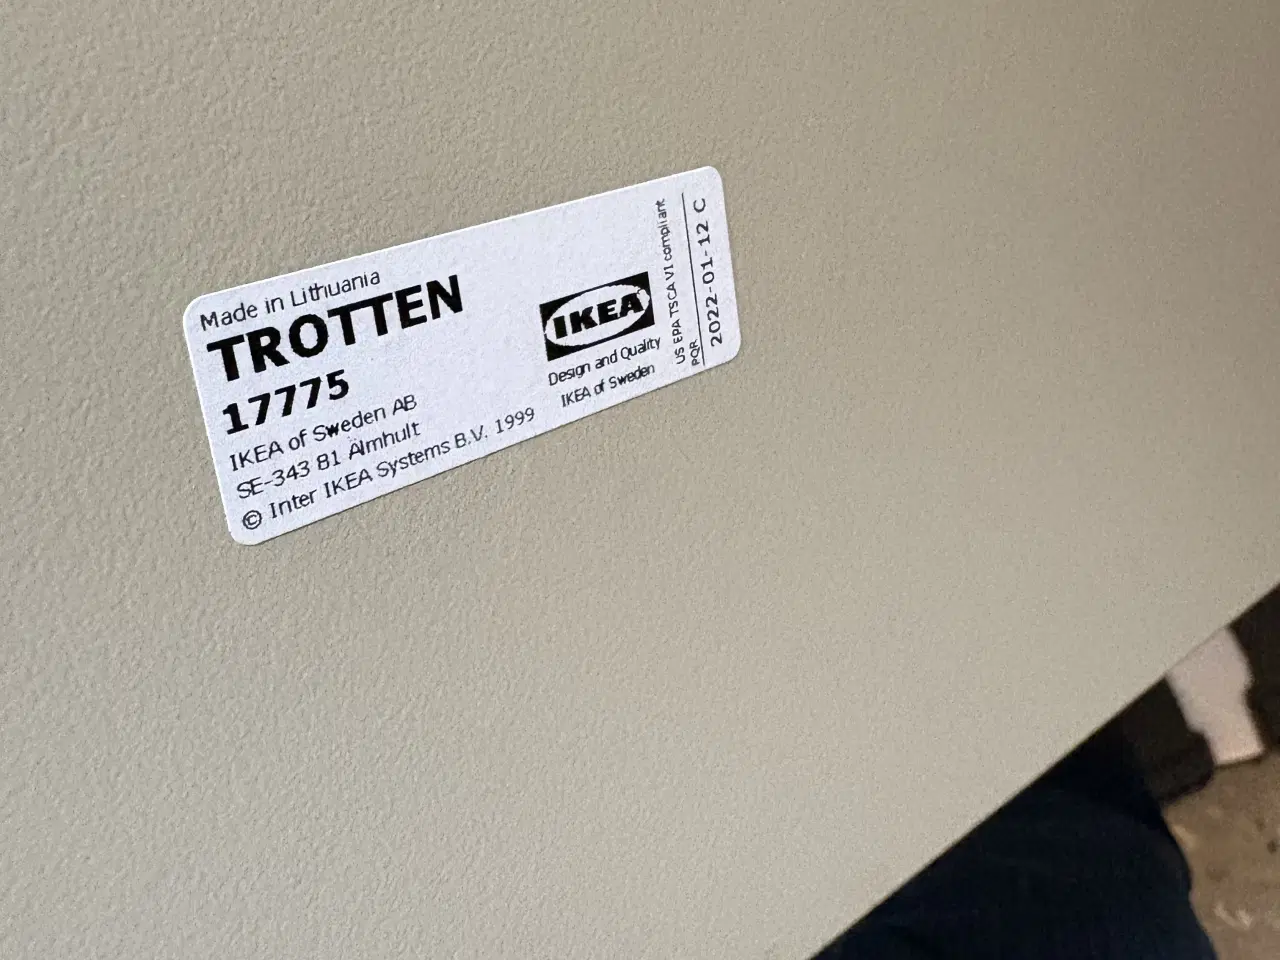 Made in Lithuania
TROTTEN
17775
IKEA of Sweden AB
SE-343 81 Älmhult
© Inter IKEA Systems B.V. 1999
IKEA
Design and Quality
IKEA of Sweden
US EPA TSCA VI compliant
PQR
2022-01-12 C